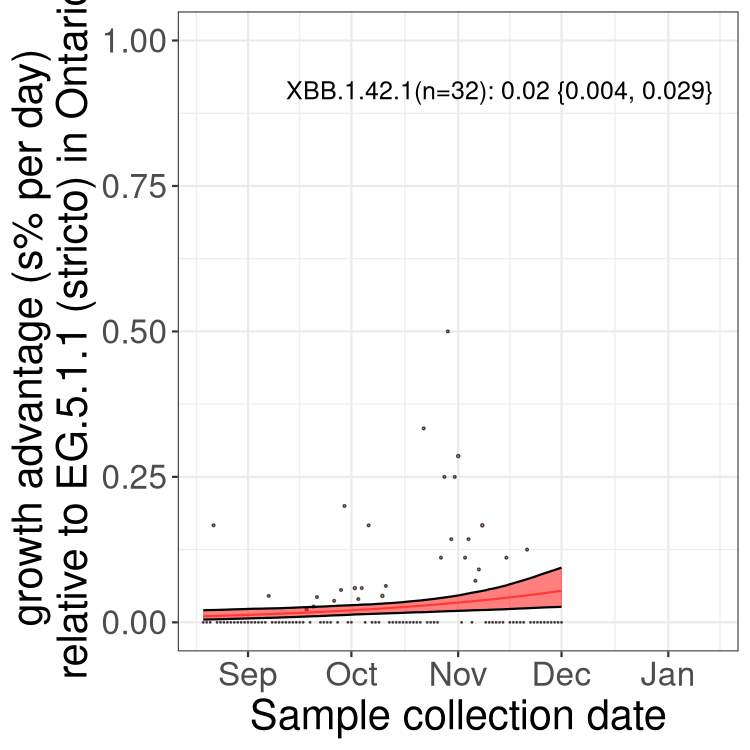 growth advantage (s% per day)
relative to EG.5.1.1 (stricto) in Ontario
1.00
0.75
0.50
0.25
0.00
XBB.1.42.1(n=32): 0.02 {0.004, 0.029}
Sep Oct Nov Dec Jan
Sample collection date